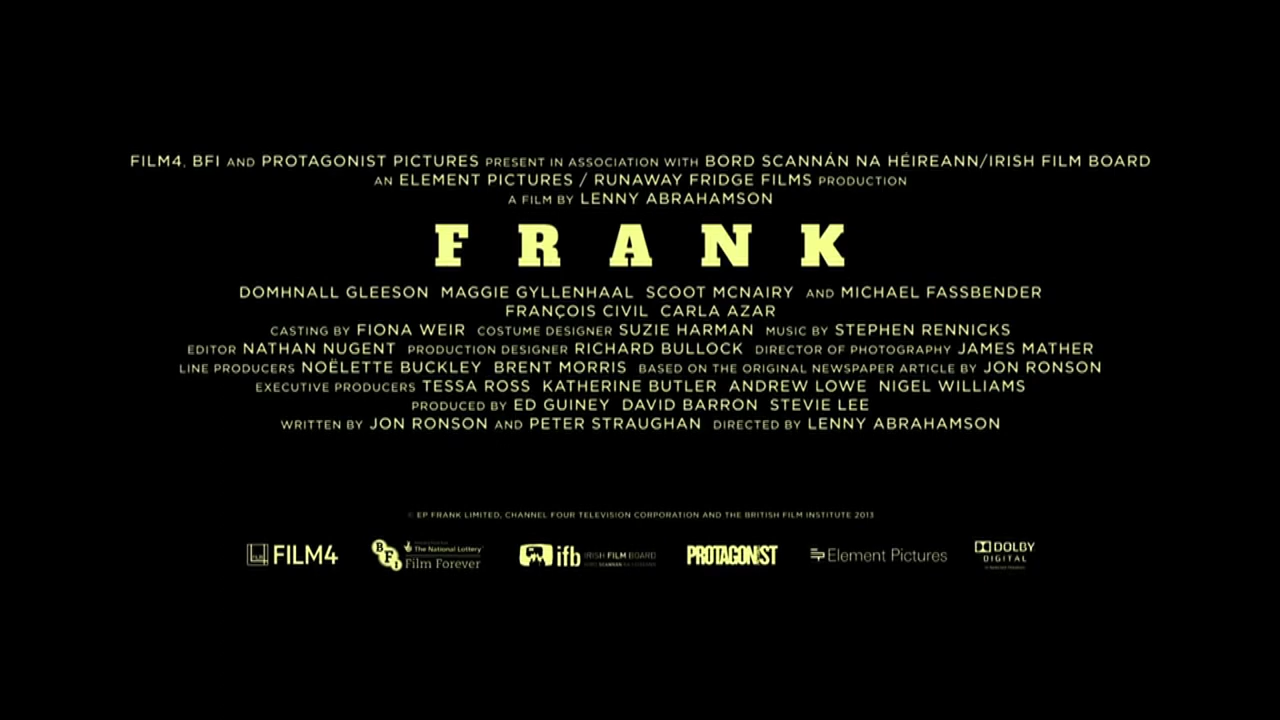 FILM4, BFI AND PROTAGONIST PICTURES PRESENT IN ASSOCIATION WITH BORD SCANNÁN NA HÉIREANN/IRISH FILM BOARD
AN ELEMENT PICTURES / RUNAWAY FRIDGE FILMS PRODUCTION
A FILM BY LENNY ABRAHAMSON
FRANK
DOMHNALL GLEESON MAGGIE GYLLENHAAL SCOOT MCNAIRY AND MICHAEL FASSBENDER
FRANÇOIS CIVIL CARLA AZAR
CASTING BY FIONA WEIR COSTUME DESIGNER SUZIE HARMAN MUSIC BY STEPHEN RENNICKS
EDITOR NATHAN NUGENT PRODUCTION DESIGNER RICHARD BULLOCK DIRECTOR OF PHOTOGRAPHY JAMES MATHER
LINE PRODUCERS NOËLETTE BUCKLEY BRENT MORRIS BASED ON THE ORIGINAL NEWSPAPER ARTICLE BY JON RONSON
EXECUTIVE PRODUCERS TESSA ROSS KATHERINE BUTLER ANDREW LOWE NIGEL WILLIAMS
PRODUCED BY ED GUINEY DAVID BARRON STEVIE LEE
WRITTEN BY JON RONSON AND PETER STRAUGHAN DIRECTED BY LENNY ABRAHAMSON
© EP FRANK LIMITED, CHANNEL FOUR TELEVISION CORPORATION AND THE BRITISH FILM INSTITUTE 2013
FILM4
BFI The National Lottery
Film Forever
ifb IRISH FILM BOARD
PROTAGONIST
Element Pictures
DOLBY
DIGITAL